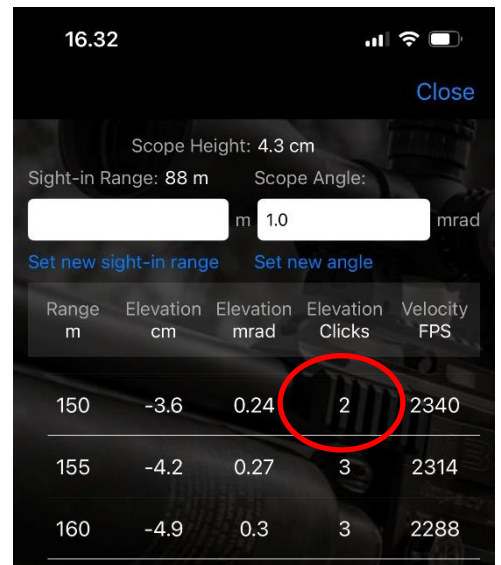 16.32
Close
Scope Height: 4.3 cm
Sight-in Range: 88 m Scope Angle:
m 1.0 mrad
Set new sight-in range Set new angle
Range Elevation Elevation Elevation Velocity
m cm mrad Clicks FPS
150 -3.6 0.24 2 2340
155 -4.2 0.27 3 2314
160 -4.9 0.3 3 2288